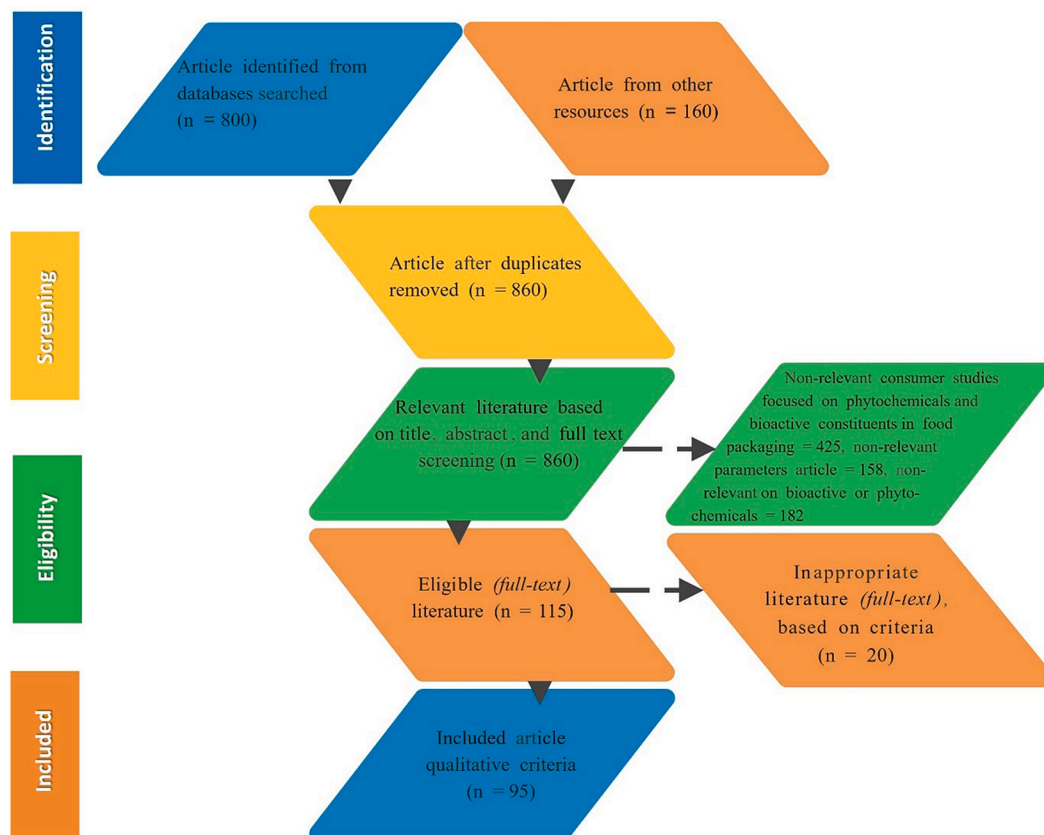 Identification
Article identified from
databases searched
(n = 800)
Article from other
resources (n = 160)
Screening
Article after duplicates
removed (n = 860)
Eligibility
Relevant literature based
on title, abstract, and full text
screening (n = 860)
Non-relevant consumer studies
focused on phytochemicals and
bioactive constituents in food
packaging = 425, non-relevant
parameters article = 158, non-
relevant on bioactive or phyto-
chemicals = 182
Eligible (full-text)
literature (n = 115)
Inappropriate
literature (full-text),
based on criteria
(n = 20)
Included
Included article
qualitative criteria
(n = 95)